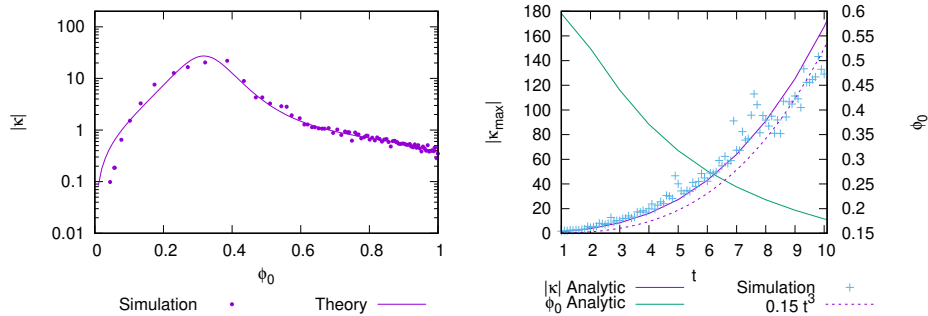 100
10
1
0.1
0.01
|κ|
0 0.2 0.4 0.6 0.8 1
ϕ0
Simulation
Theory
180
160
140
120
100
80
60
40
20
0
|κmax|
1 2 3 4 5 6 7 8 9 10
t
0.6
0.55
0.5
0.45
0.4
0.35
0.3
0.25
0.2
0.15
ϕ0
|κ| Analytic
ϕ0 Analytic
Simulation
0.15 t^3